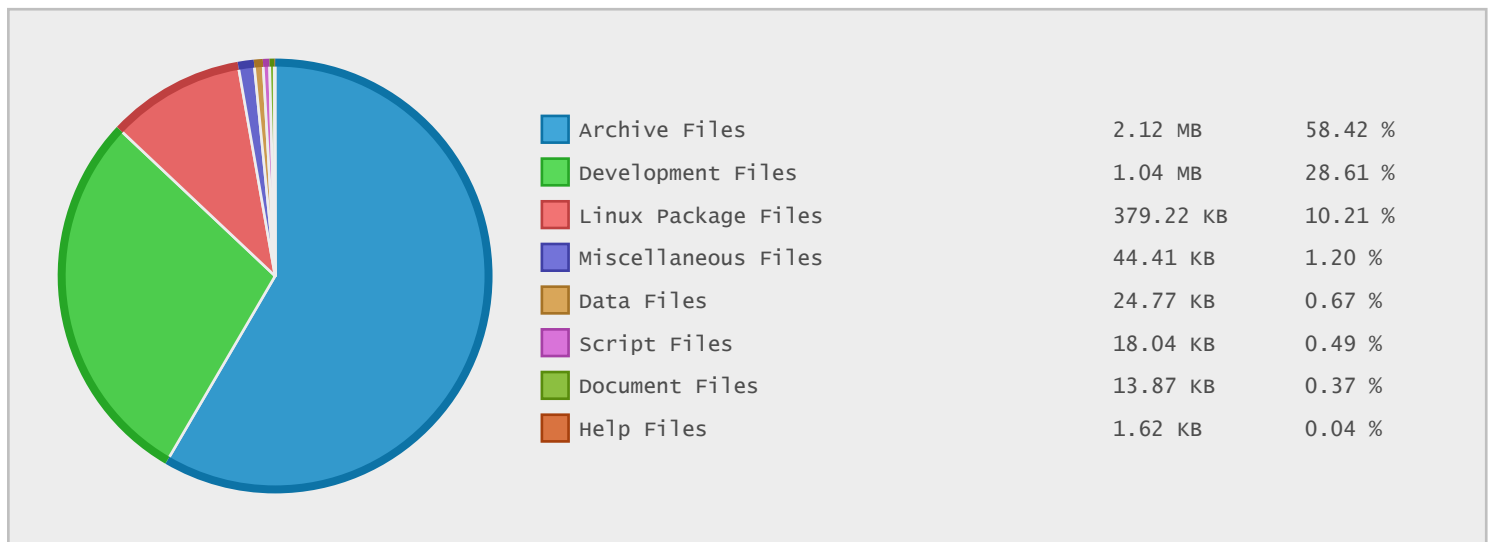 Archive Files 2.12 MB 58.42 %
Development Files 1.04 MB 28.61 %
Linux Package Files 379.22 KB 10.21 %
Miscellaneous Files 44.41 KB 1.20 %
Data Files 24.77 KB 0.67 %
Script Files 18.04 KB 0.49 %
Document Files 13.87 KB 0.37 %
Help Files 1.62 KB 0.04 %